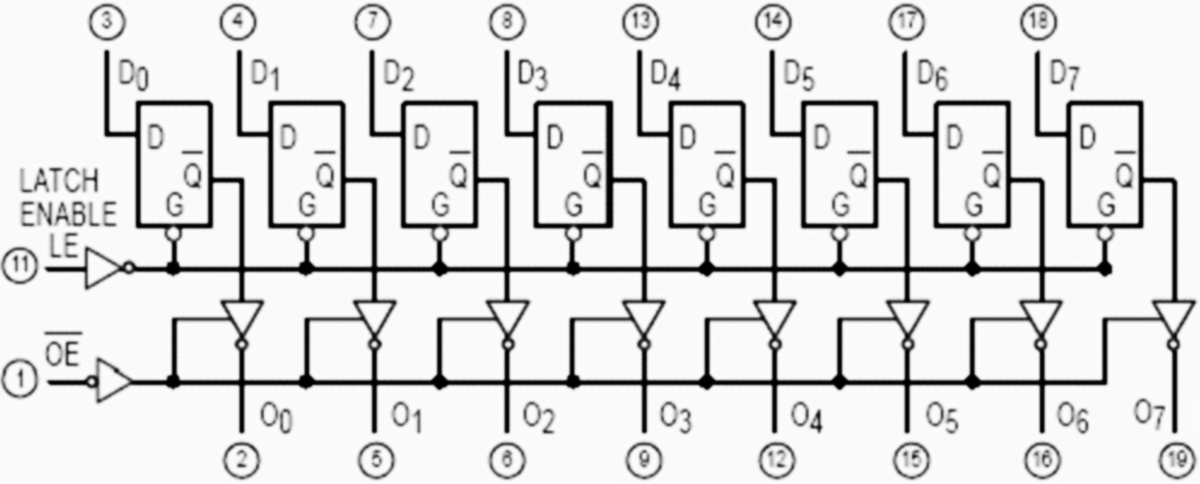 3 4 7 8 13 14 17 18
D0 D1 D2 D3 D4 D5 D6 D7
D D D D D D D D
Q̅ Q̅ Q̅ Q̅ Q̅ Q̅ Q̅ Q̅
LATCH
ENABLE G G G G G G G G
LE
11
O̅E̅
1
O0 O1 O2 O3 O4 O5 O6 O7
2 5 6 9 12 15 16 19